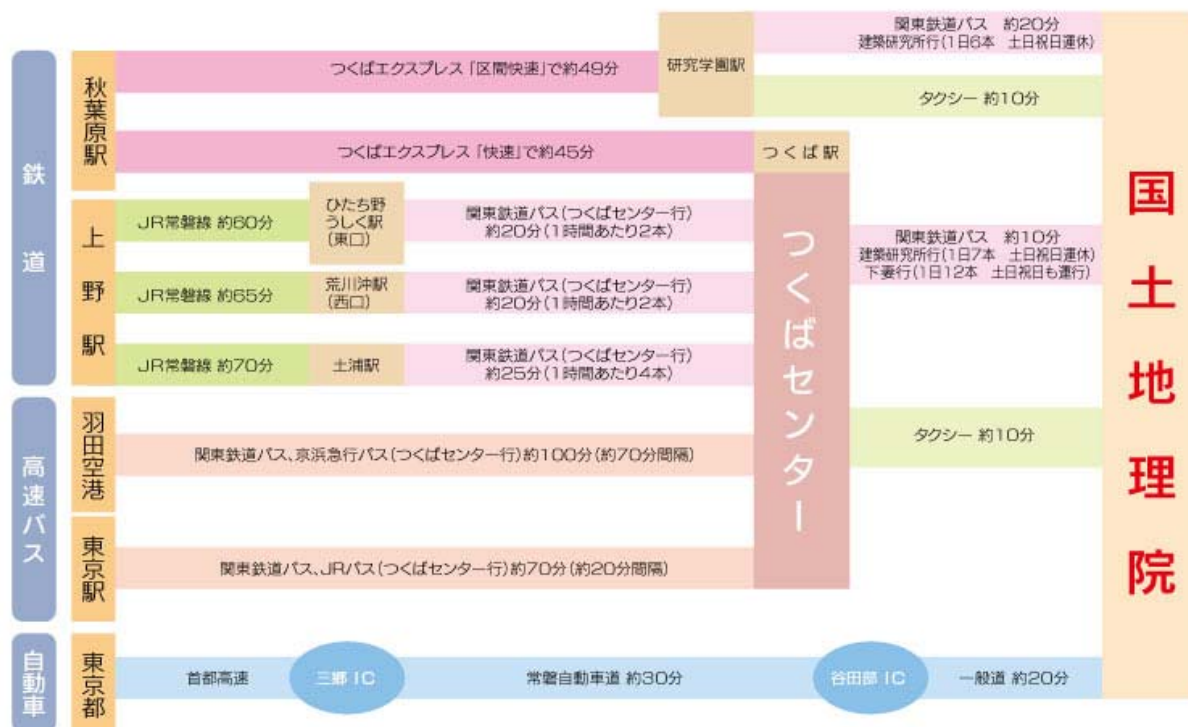 関東鉄道バス 約20分
建築研究所行(1日6本 土日祝日運休)
つくばエクスプレス「区間快速」で約49分
研究学園駅
タクシー 約10分
秋葉原駅
つくばエクスプレス「快速」で約45分
つくば駅
鉄道
上野駅
JR常磐線 約60分
ひたち野
うしく駅
(東口)
関東鉄道バス(つくばセンター行)
約20分(1時間あたり2本)
JR常磐線 約65分
荒川沖駅
(西口)
関東鉄道バス(つくばセンター行)
約20分(1時間あたり2本)
JR常磐線 約70分
土浦駅
関東鉄道バス(つくばセンター行)
約25分(1時間あたり4本)
つくばセンター
関東鉄道バス 約10分
建築研究所行(1日7本 土日祝日運休)
下妻行(1日12本 土日祝日も運行)
タクシー 約10分
国土地理院
高速バス
羽田空港
関東鉄道バス、京浜急行バス(つくばセンター行)約100分(約70分間隔)
東京駅
関東鉄道バス、JRバス(つくばセンター行)約70分(約20分間隔)
自動車
東京都
首都高速
三郷 IC
常磐自動車道 約30分
谷田部 IC
一般道 約20分